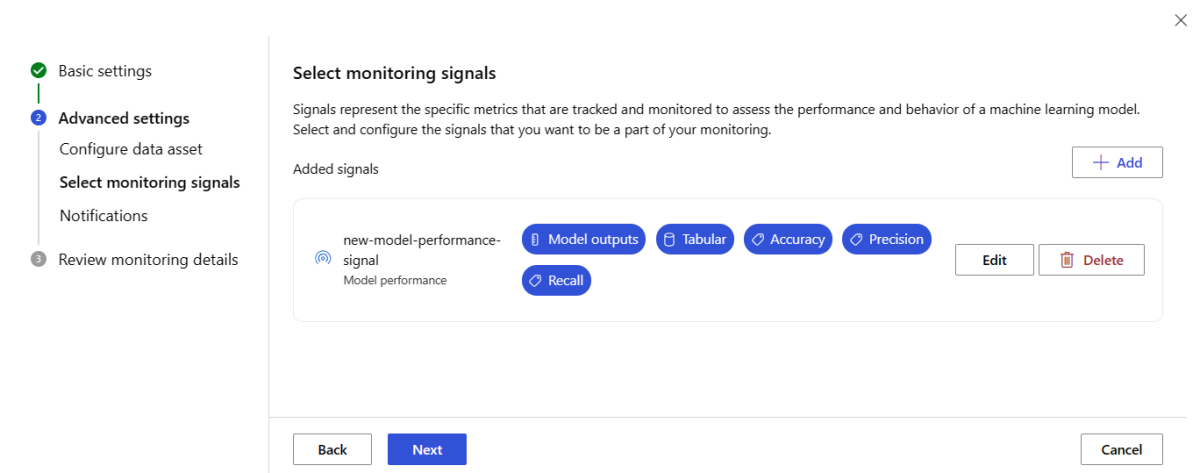 Basic settings
2
Advanced settings
Configure data asset
Select monitoring signals
Notifications
3
Review monitoring details
Select monitoring signals
Signals represent the specific metrics that are tracked and monitored to assess the performance and behavior of a machine learning model.
Select and configure the signals that you want to be a part of your monitoring.
Added signals
Add
new-model-performance-
signal
Model performance
Model outputs
Tabular
Accuracy
Precision
Recall
Edit
Delete
Back
Next
Cancel